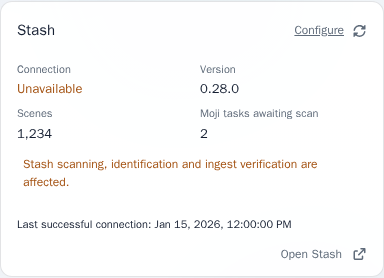 Stash
Configure
Connection
Version
Unavailable
0.28.0
Scenes
Moji tasks awaiting scan
1,234
2
Stash scanning, identification and ingest verification are
affected.
Last successful connection: Jan 15, 2026, 12:00:00 PM
Open Stash